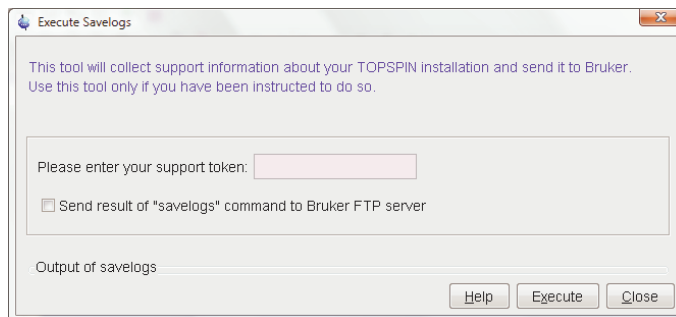 Execute Savelogs
This tool will collect support information about your TOPSPIN installation and send it to Bruker.
Use this tool only if you have been instructed to do so.
Please enter your support token:
Send result of "savelogs" command to Bruker FTP server
Output of savelogs
Help Execute Close